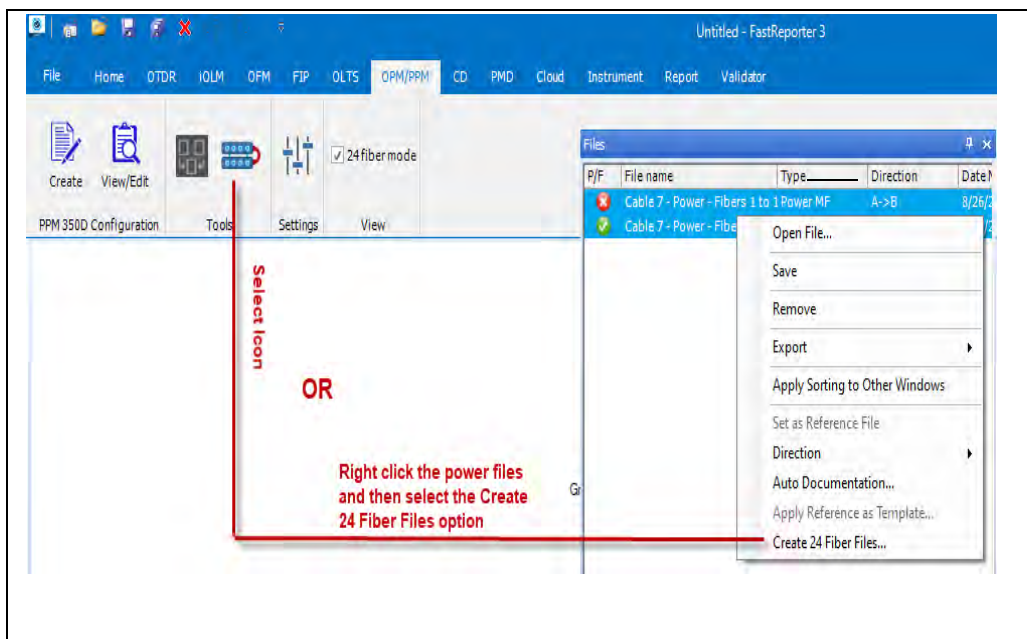 Untitled - FastReporter 3
File Home OTDR iOLM OFM FIP OLTS OPM/PPM CD PMD Cloud Instrument Report Validator
Create View/Edit
24 fiber mode
PPM 350D Configuration Tools Settings View
Files
P/F File name Type Direction Date
Cable 7 - Power - Fibers 1 to 1 Power MF A->B 8/26/2
Cable 7 - Power - Fibe
Open File...
Save
Remove
Export
Apply Sorting to Other Windows
Set as Reference File
Direction
Auto Documentation...
Apply Reference as Template...
Create 24 Fiber Files...
Select Icon
OR
Right click the power files
and then select the Create
24 Fiber Files option